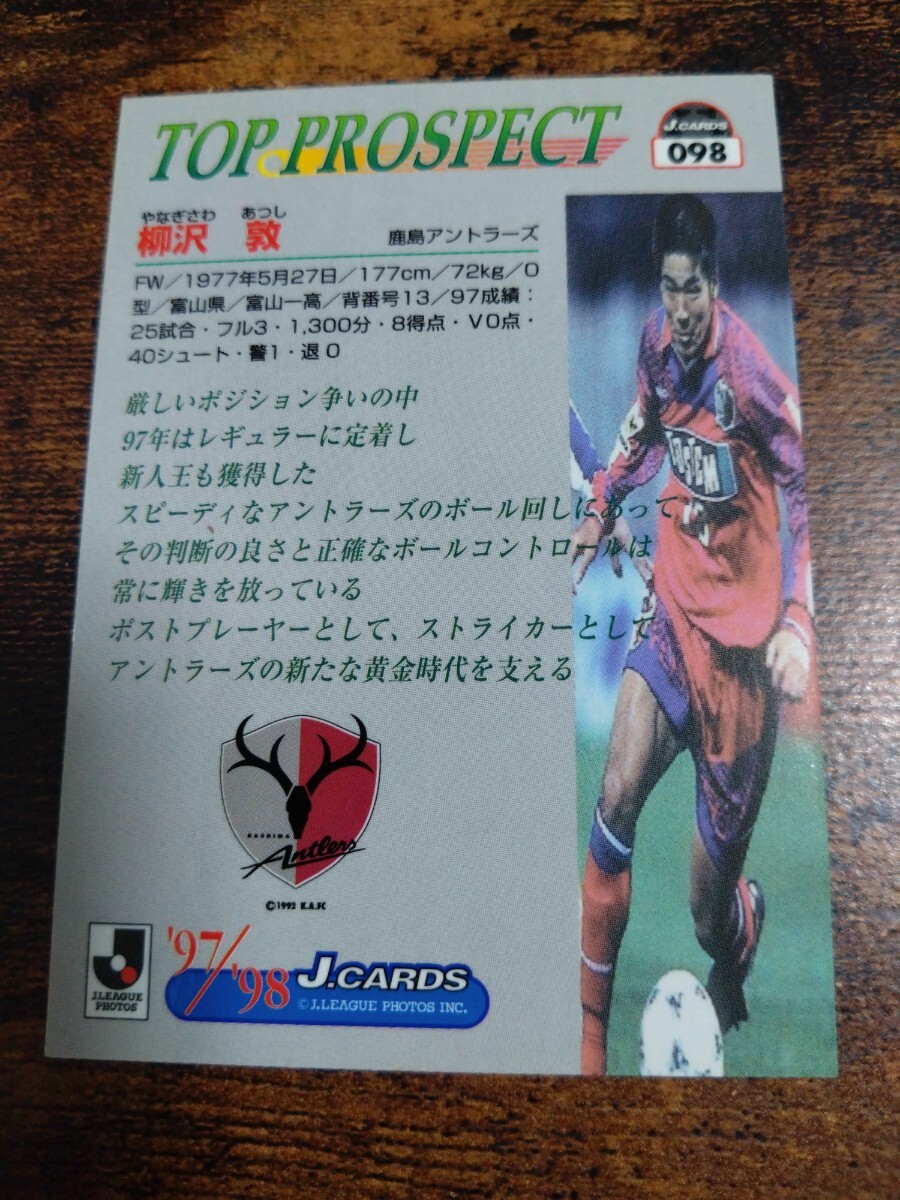 TOP PROSPECT
J.CARDS
098
やなぎさわ あつし
柳沢 敦
鹿島アントラーズ
FW／1977年5月27日／177cm／72kg／O
型／富山県／富山一高／背番号13／97成績：
25試合・フル3・1,300分・8得点・V0点・
40シュート・警1・退0
厳しいポジション争いの中
97年はレギュラーに定着し
新人王も獲得した
スピーディなアントラーズのボール回しにあって
その判断の良さと正確なボールコントロールは
常に輝きを放っている
ポストプレーヤーとして、ストライカーとして
アントラーズの新たな黄金時代を支える
KASHIMA
Antlers
©1992 K.A.FC
J.LEAGUE
PHOTOS
'97/'98
J.CARDS
©J.LEAGUE PHOTOS INC.